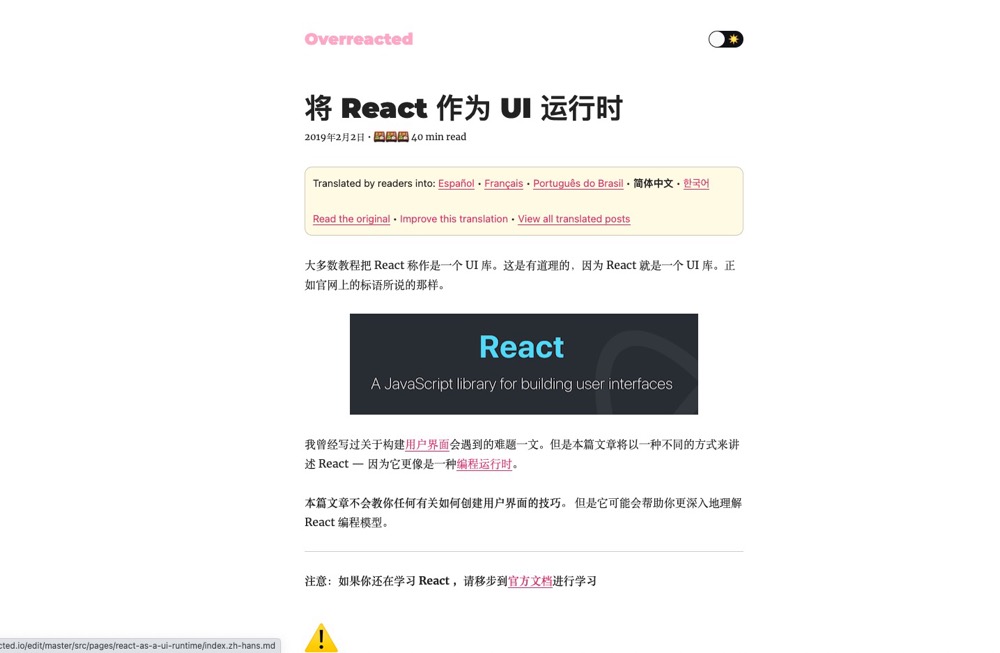 Overreacted
将 React 作为 UI 运行时
2019年2月2日 • 🍱🍱🍱 40 min read
Translated by readers into: Español • Français • Português do Brasil • 简体中文 • 한국어
Read the original • Improve this translation • View all translated posts
大多数教程把 React 称作是一个 UI 库。这是有道理的，因为 React 就是一个 UI 库。正
如官网上的标语所说的那样。
React
A JavaScript library for building user interfaces
我曾经写过关于构建用户界面会遇到的难题一文。但是本篇文章将以一种不同的方式来讲
述 React — 因为它更像是一种编程运行时。
本篇文章不会教你任何有关如何创建用户界面的技巧。 但是它可能会帮助你更深入地理解
React 编程模型。
注意：如果你还在学习 React ，请移步到官方文档进行学习
⚠️
cted.io/edit/master/src/pages/react-as-a-ui-runtime/index.zh-hans.md